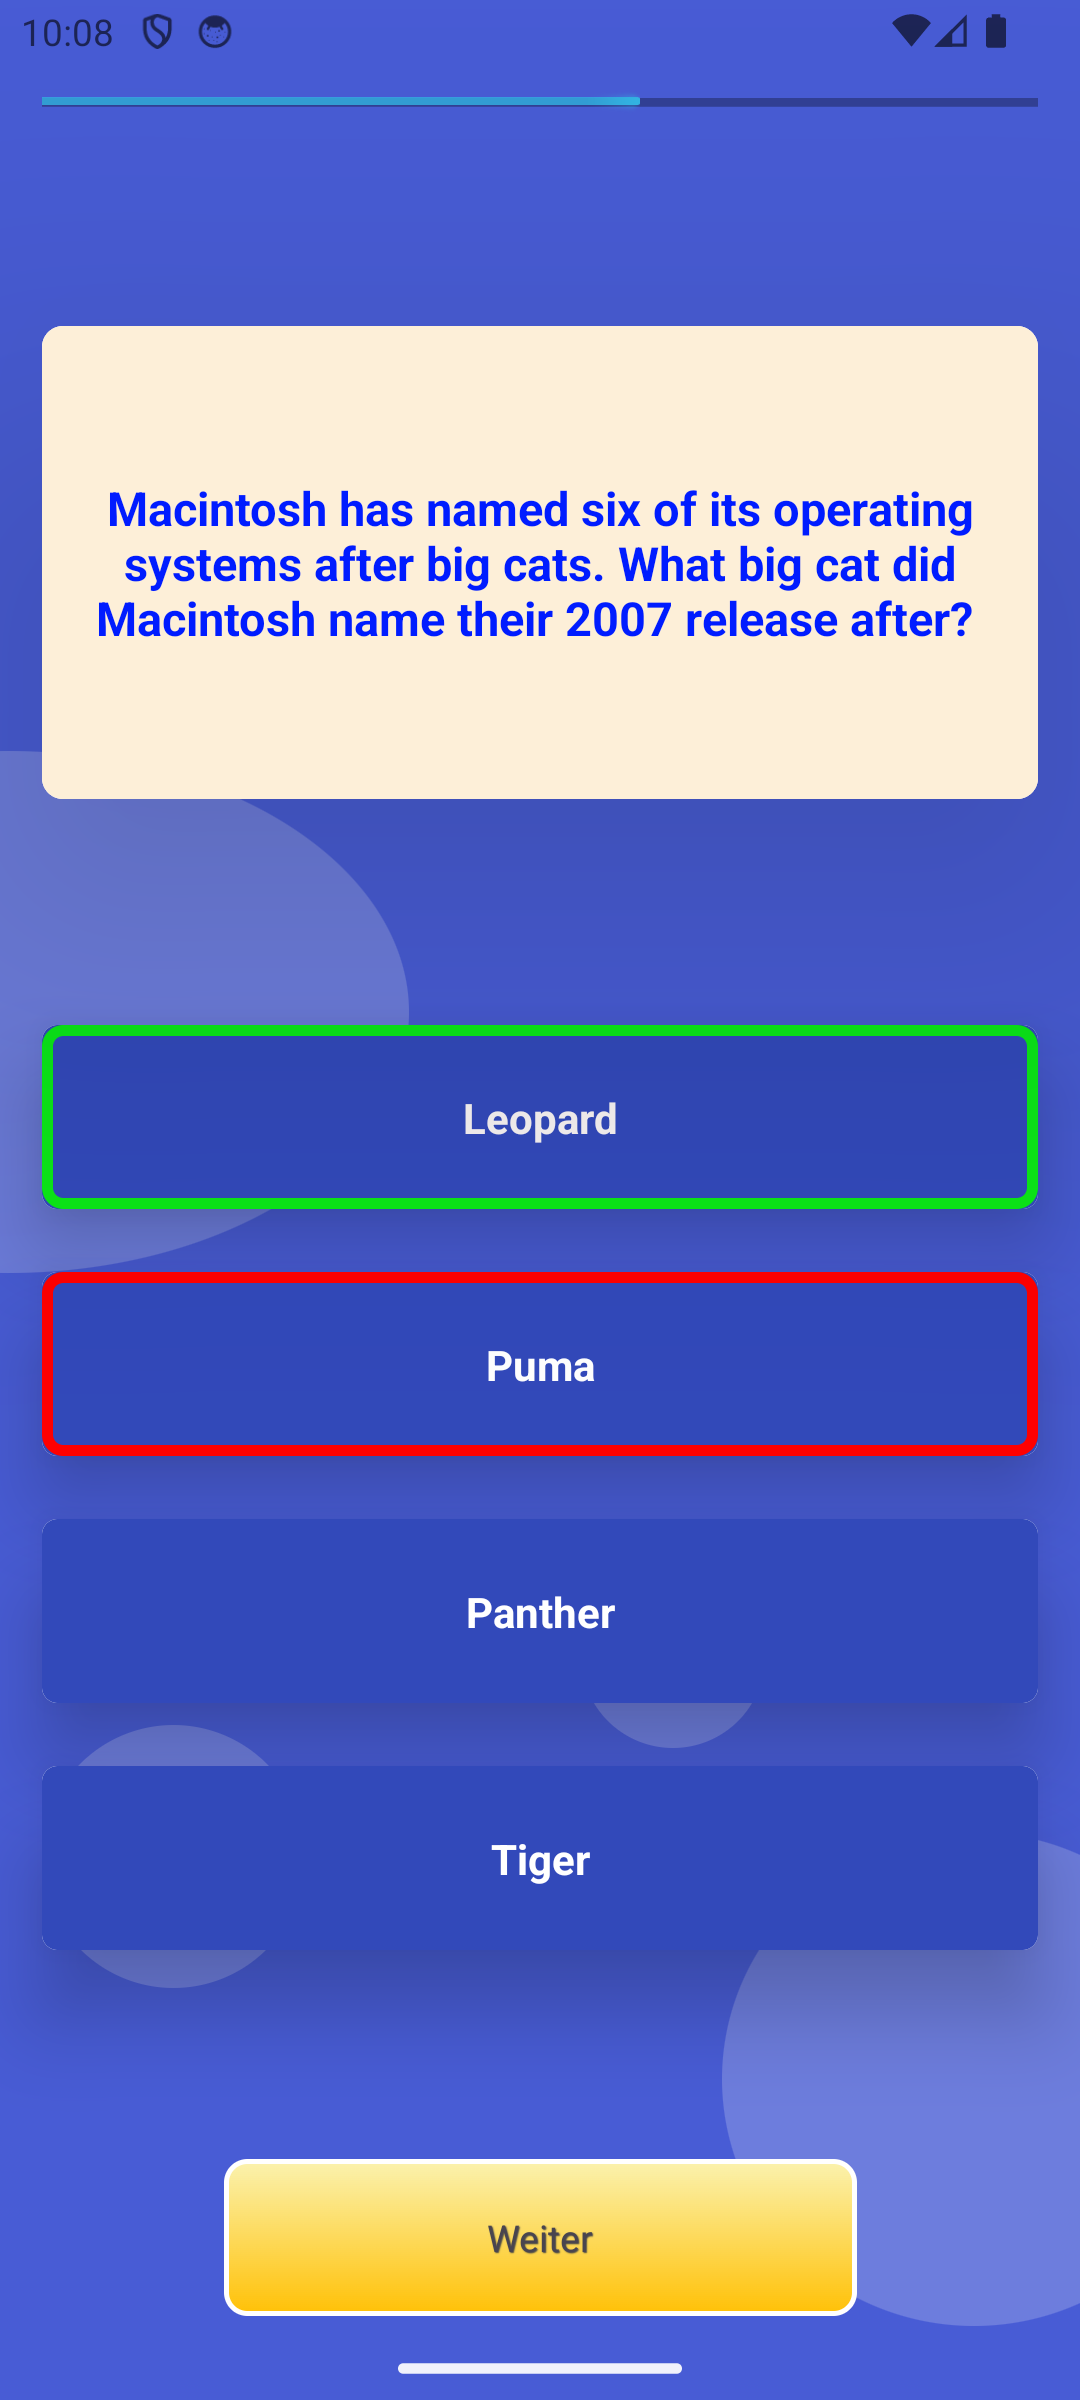 10:08
Macintosh has named six of its operating
systems after big cats. What big cat did
Macintosh name their 2007 release after?
Leopard
Puma
Panther
Tiger
Weiter